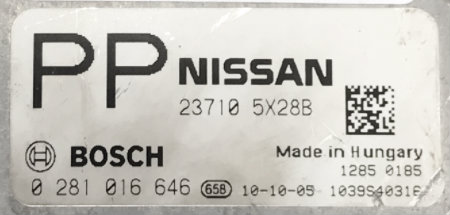 PP NISSAN
23710 5X28B
BOSCH
Made in Hungary
1285 0185
0 281 016 646 658 10-10-05 1039S40316